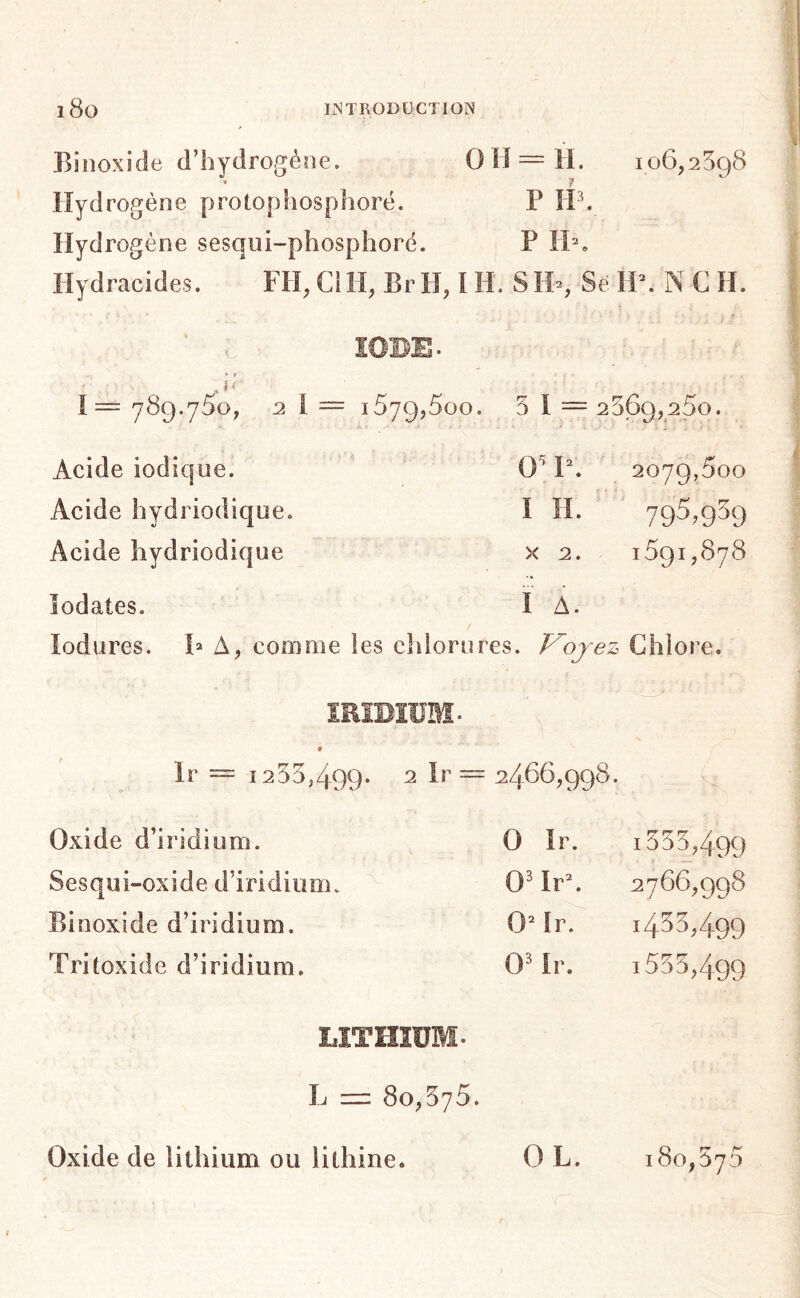 180 INTRODUCTION
Binoxide d'hydrogène. O H = Ḣ. 106,2398
Hydrogène protophosphoré. P H³.
Hydrogène sesqui-phosphoré. P H².
Hydracides. FH, ClH, BrH, I H. S H², Se H². N C H.
IODE.
I = 789.750, 2 I = 1579,500. 3 I = 2369,250.
Acide iodique. O⁵ I². 2079,500
Acide hydriodique. I H. 795,939
Acide hydriodique x 2. 1591,878
Iodates. I Δ.
Iodures. I² Δ, comme les chlorures. Voyez Chlore.
IRIDIUM.
Ir = 1233,499. 2 Ir = 2466,998.
Oxide d'iridium. O Ir. 1333,499
Sesqui-oxide d'iridium. O³ Ir². 2766,998
Binoxide d'iridium. O² Ir. 1433,499
Tritoxide d'iridium. O³ Ir. 1533,499
LITHIUM.
L = 80,375.
Oxide de lithium ou lithine. O L. 180,375